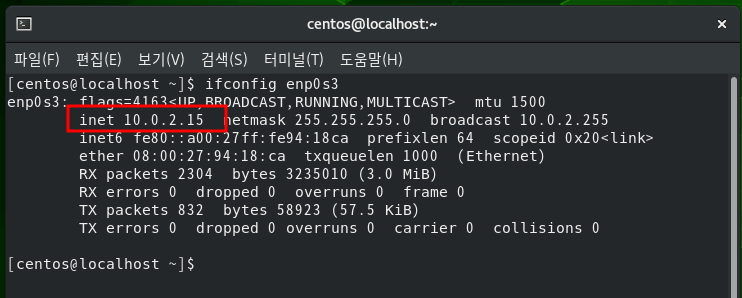 centos@localhost:~
파일(F) 편집(E) 보기(V) 검색(S) 터미널(T) 도움말(H)
[centos@localhost ~]$ ifconfig enp0s3
enp0s3: flags=4163<UP,BROADCAST,RUNNING,MULTICAST>  mtu 1500
        inet 10.0.2.15  netmask 255.255.255.0  broadcast 10.0.2.255
        inet6 fe80::a00:27ff:fe94:18ca  prefixlen 64  scopeid 0x20<link>
        ether 08:00:27:94:18:ca  txqueuelen 1000  (Ethernet)
        RX packets 2304  bytes 3235010 (3.0 MiB)
        RX errors 0  dropped 0  overruns 0  frame 0
        TX packets 832  bytes 58923 (57.5 KiB)
        TX errors 0  dropped 0 overruns 0  carrier 0  collisions 0
[centos@localhost ~]$